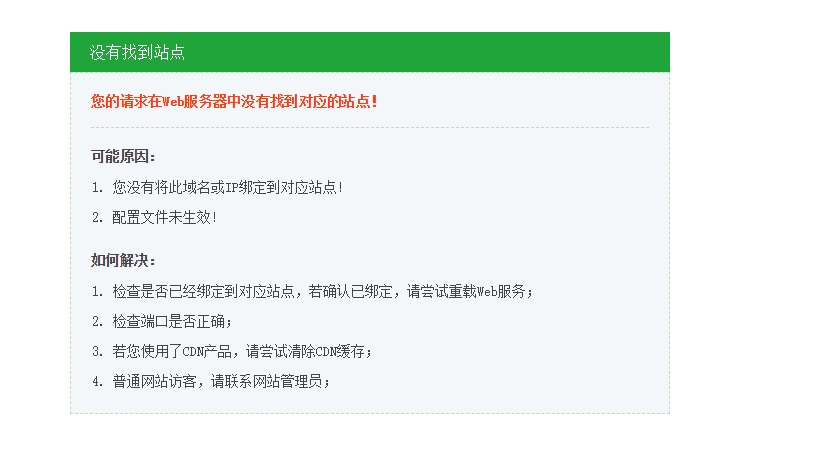 没有找到站点
您的请求在Web服务器中没有找到对应的站点！
可能原因：
1. 您没有将此域名或IP绑定到对应站点！
2. 配置文件未生效！
如何解决：
1. 检查是否已经绑定到对应站点，若确认已绑定，请尝试重载Web服务；
2. 检查端口是否正确；
3. 若您使用了CDN产品，请尝试清除CDN缓存；
4. 普通网站访客，请联系网站管理员；